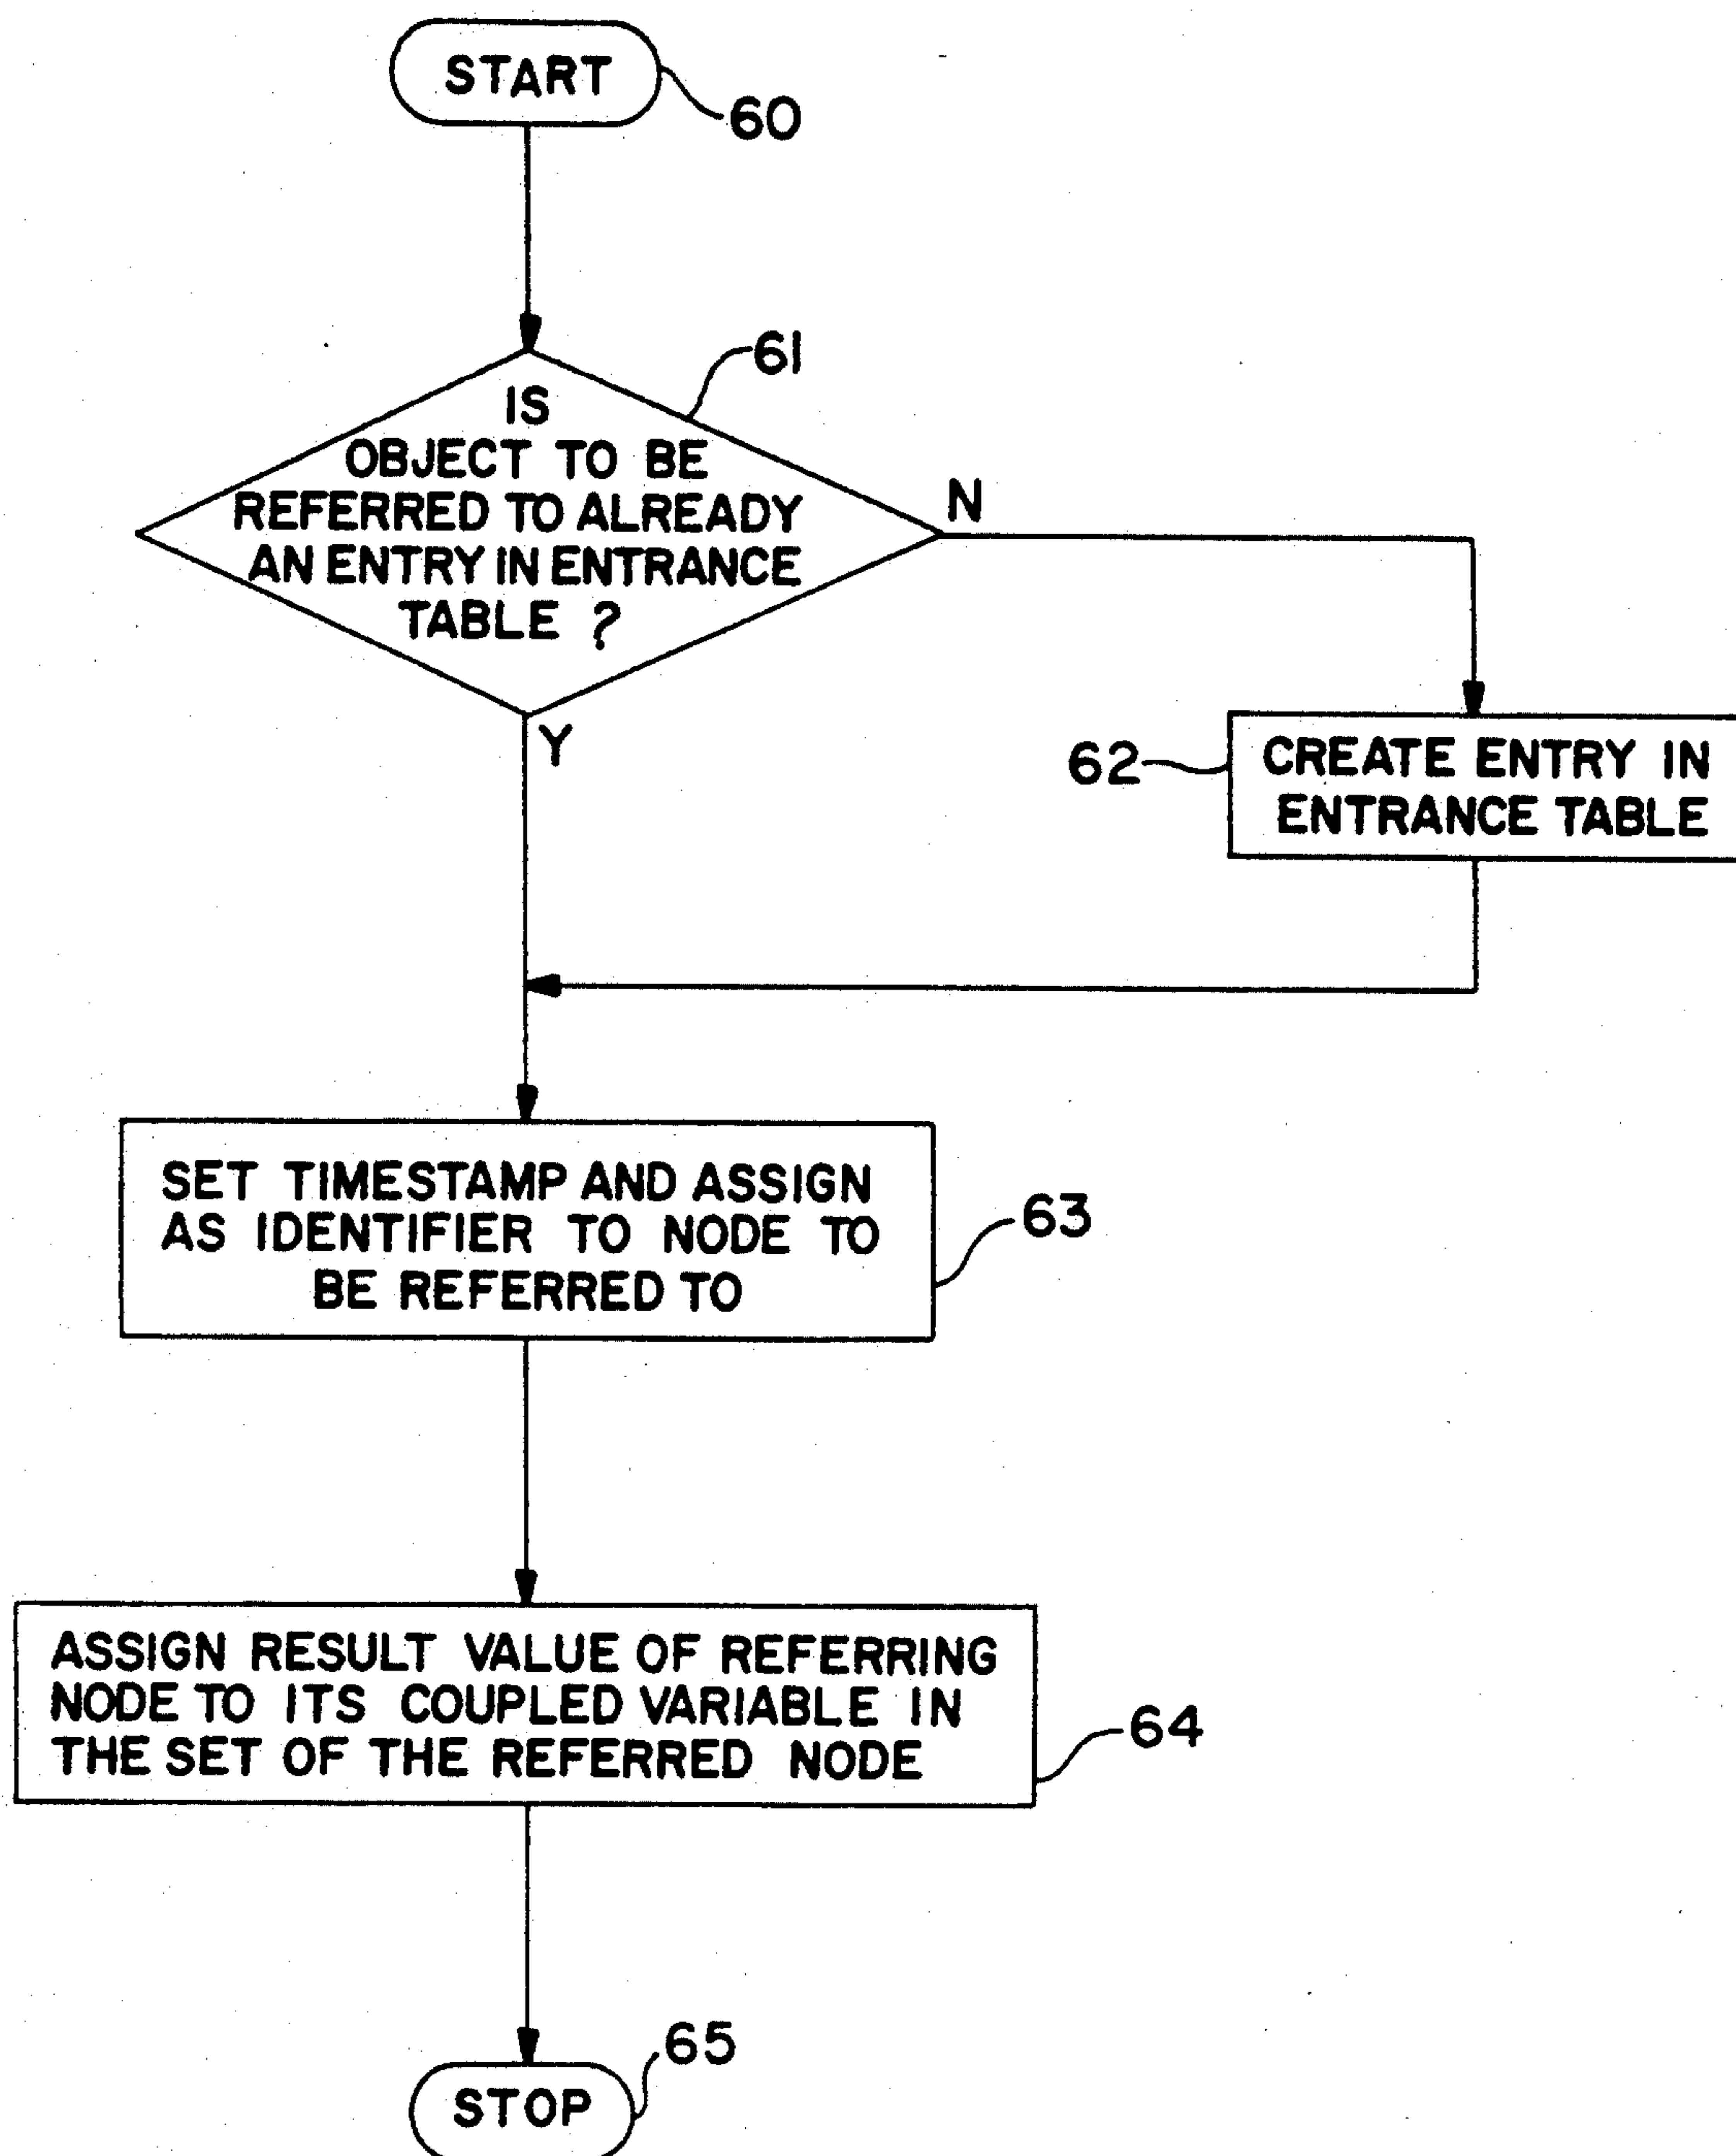 START
60
61
IS
OBJECT TO BE
REFERRED TO ALREADY
AN ENTRY IN ENTRANCE
TABLE ?
N
Y
62
CREATE ENTRY IN
ENTRANCE TABLE
SET TIMESTAMP AND ASSIGN
AS IDENTIFIER TO NODE TO
BE REFERRED TO
63
ASSIGN RESULT VALUE OF REFERRING
NODE TO ITS COUPLED VARIABLE IN
THE SET OF THE REFERRED NODE
64
65
STOP